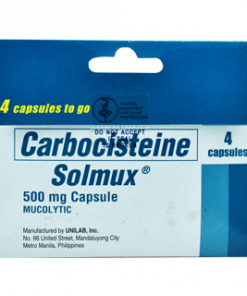 4 capsules to go
DO NOT ACCEPT
Carbocisteine
4
capsules
Solmux®
500 mg Capsule
MUCOLYTIC
Manufactured by UNILAB, Inc.
No. 66 United Street, Mandaluyong City
Metro Manila, Philippines